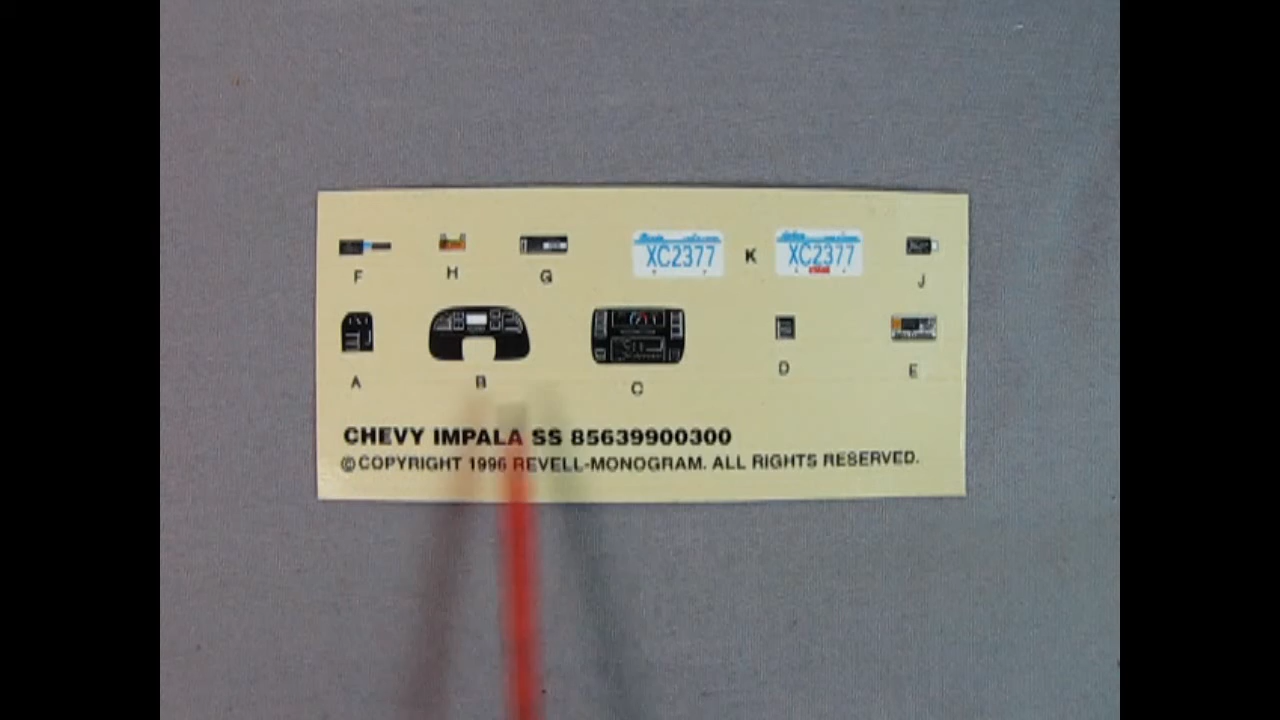 XC2377 K XC2377
F H G J
A B C D E
CHEVY IMPALA SS 85639900300
©COPYRIGHT 1996 REVELL-MONOGRAM. ALL RIGHTS RESERVED.